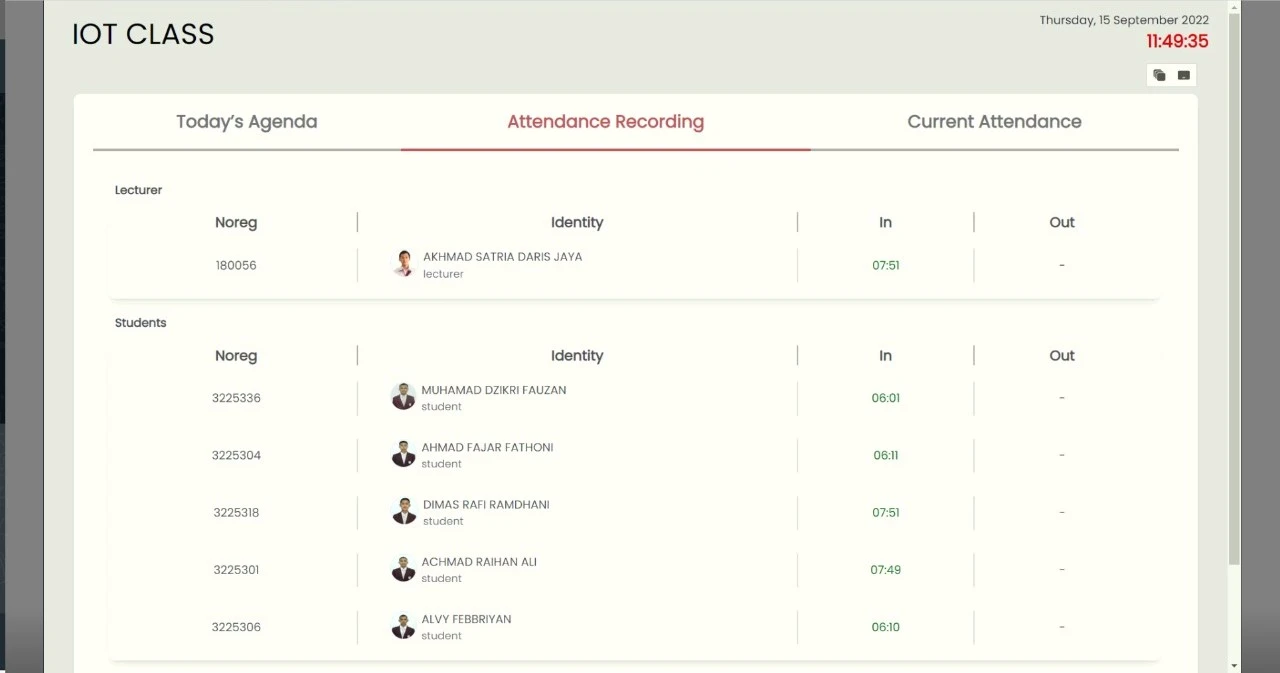 IOT CLASS
Thursday, 15 September 2022
11:49:35
Today's Agenda Attendance Recording Current Attendance
Lecturer
Noreg Identity In Out
180056 AKHMAD SATRIA DARIS JAYA 07:51 -
lecturer
Students
Noreg Identity In Out
3225336 MUHAMAD DZIKRI FAUZAN 06:01 -
student
3225304 AHMAD FAJAR FATHONI 06:11 -
student
3225318 DIMAS RAFI RAMDHANI 07:51 -
student
3225301 ACHMAD RAIHAN ALI 07:49 -
student
3225306 ALVY FEBBRIYAN 06:10 -
student